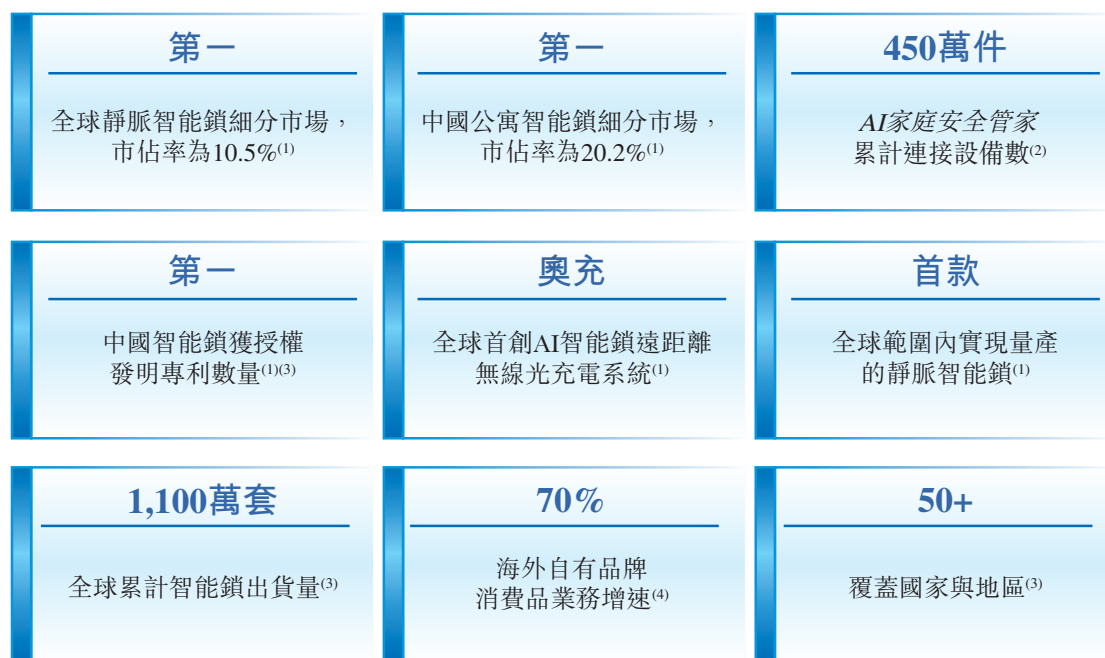 第一
全球靜脈智能鎖細分市場，
市佔率為10.5%(1)
第一
中國公寓智能鎖細分市場，
市佔率為20.2%(1)
450萬件
AI家庭安全管家
累計連接設備數(2)
第一
中國智能鎖獲授權
發明專利數量(1)(3)
奧充
全球首創AI智能鎖遠距離
無線光充電系統(1)
首款
全球範圍內實現量產
的靜脈智能鎖(1)
1,100萬套
全球累計智能鎖出貨量(3)
70%
海外自有品牌
消費品業務增速(4)
50+
覆蓋國家與地區(3)